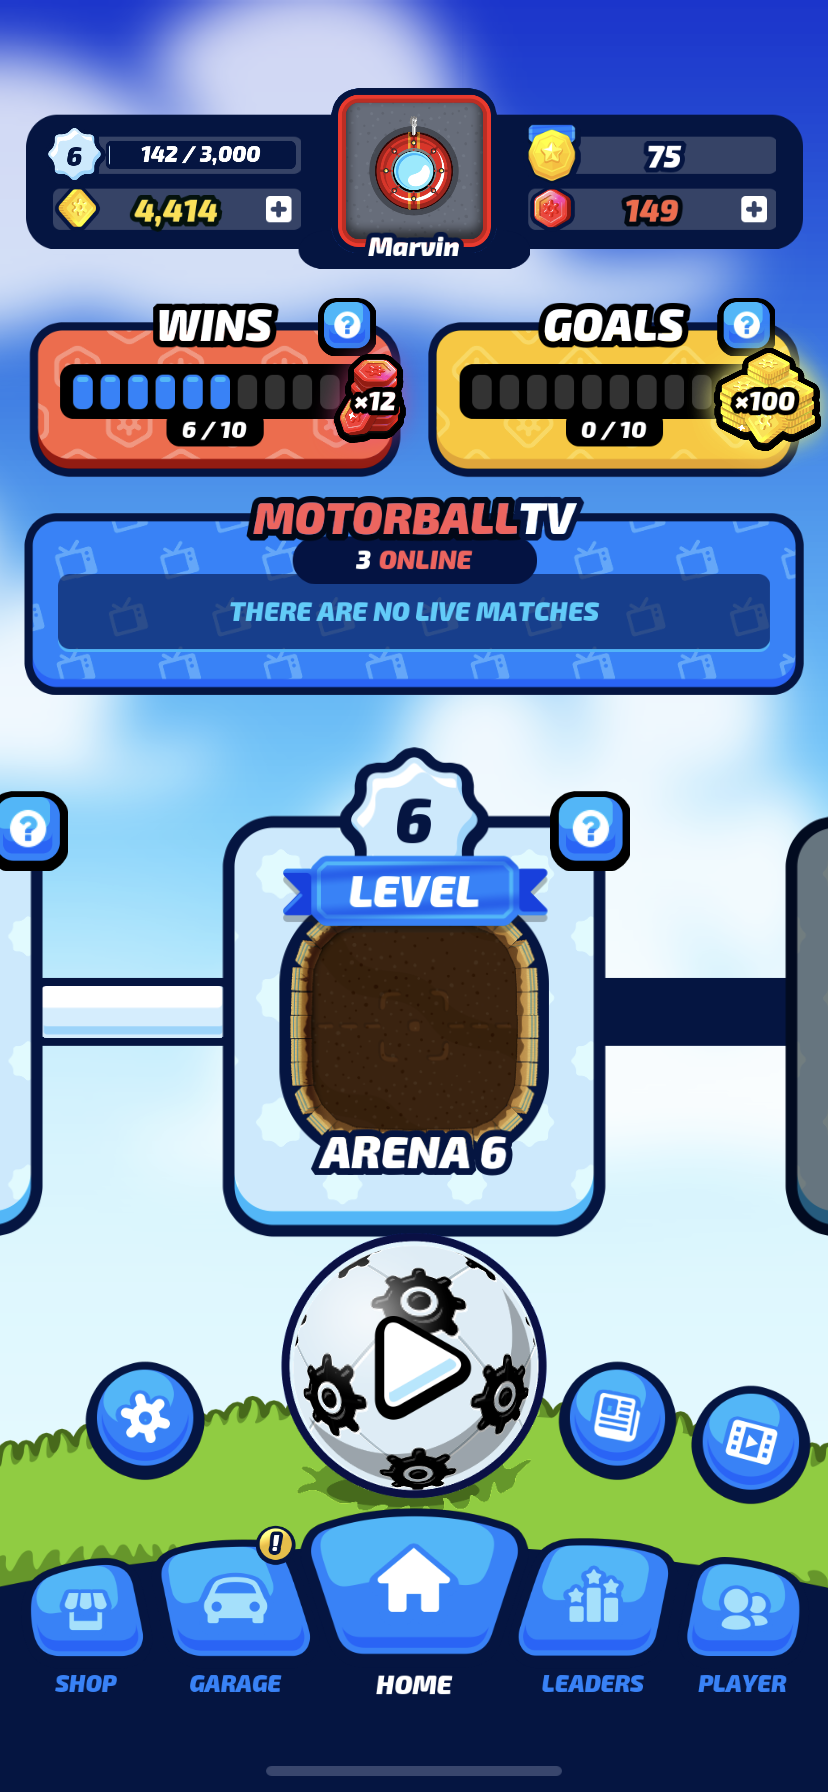 6
142 / 3,000
75
4,414
149
Marvin
WINS
?
GOALS
?
×12
×100
6 / 10
0 / 10
MOTORBALLTV
3 ONLINE
THERE ARE NO LIVE MATCHES
?
6
?
LEVEL
ARENA 6
!
SHOP
GARAGE
HOME
LEADERS
PLAYER